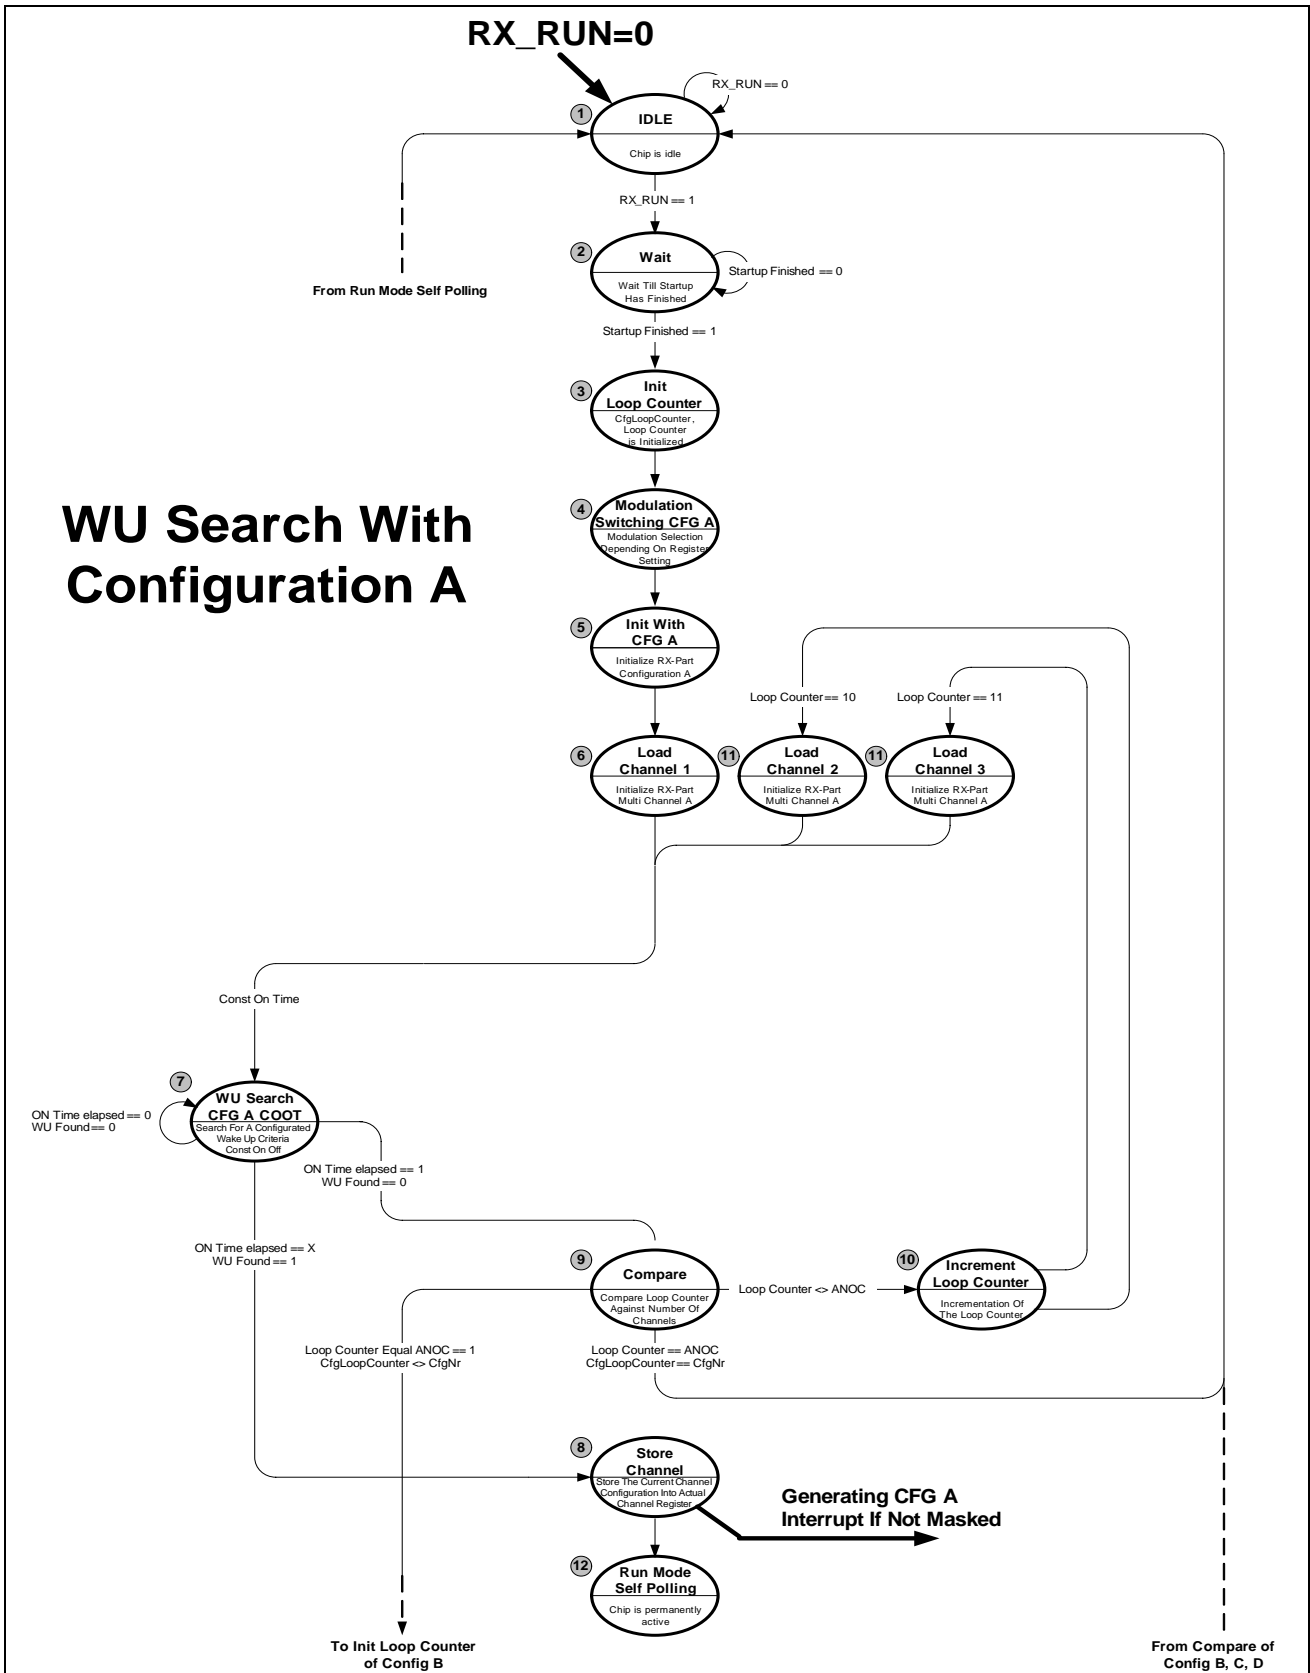 RX_RUN=0
RX_RUN == 0
1
IDLE
Chip is idle
RX_RUN == 1
2
Wait
Startup Finished == 0
Wait Till Startup
Has Finished
From Run Mode Self Polling
Startup Finished == 1
3
Init
Loop Counter
CfgLoopCounter,
Loop Counter
is Initialized
WU Search With
Configuration A
4
Modulation
Switching CFG A
Modulation Selection
Depending On Register
Setting
5
Init With
CFG A
Initialize RX-Part
Configuration A
Loop Counter == 10
Loop Counter == 11
6
Load
Channel 1
Initialize RX-Part
Multi Channel A
11
Load
Channel 2
Initialize RX-Part
Multi Channel A
11
Load
Channel 3
Initialize RX-Part
Multi Channel A
Const On Time
7
WU Search
CFG A COOT
Search For A Configurated
Wake Up Criteria
Const On Off
ON Time elapsed == 0
WU Found == 0
ON Time elapsed == 1
WU Found == 0
ON Time elapsed == X
WU Found == 1
9
Compare
Compare Loop Counter
Against Number Of
Channels
Loop Counter <> ANOC
10
Increment
Loop Counter
Incrementation Of
The Loop Counter
Loop Counter Equal ANOC == 1
CfgLoopCounter <> CfgNr
Loop Counter == ANOC
CfgLoopCounter == CfgNr
8
Store
Channel
Store The Current Channel
Configuration Into Actual
Channel Register
Generating CFG A
Interrupt If Not Masked
12
Run Mode
Self Polling
Chip is permanently
active
To Init Loop Counter
of Config B
From Compare of
Config B, C, D